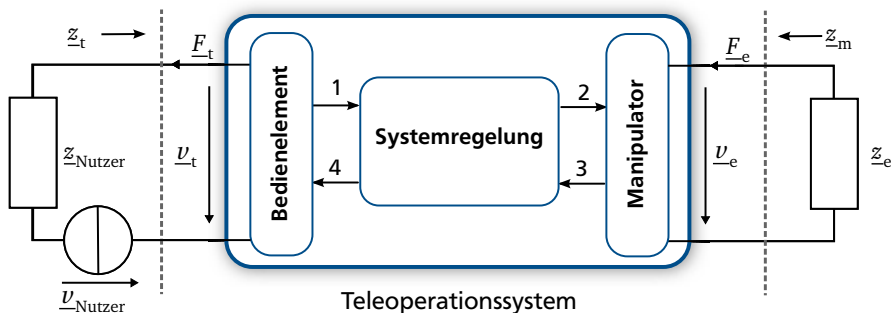 z_t
F_t
F_e
z_m
Bedienelement
1
2
Manipulator
Systemregelung
z_Nutzer
v_t
4
3
v_e
z_e
v_Nutzer
Teleoperationssystem